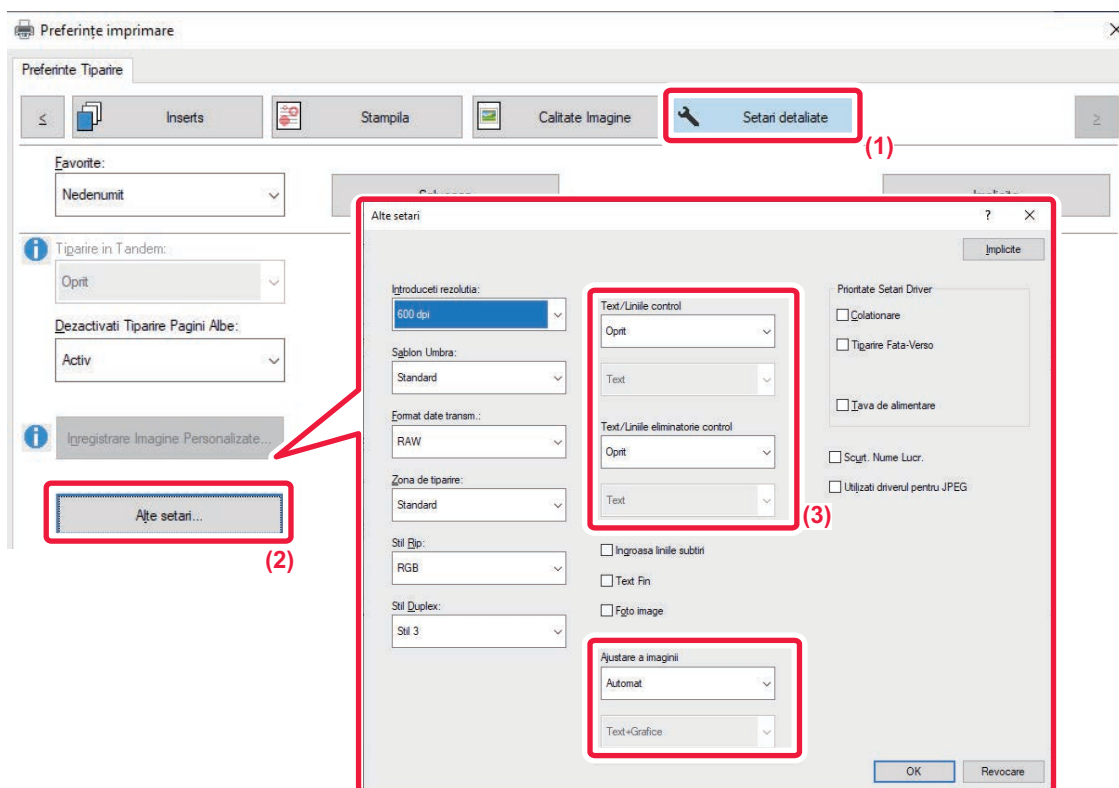 Preferințe imprimare
Preferinte Tiparire
<
Inserts
Stampila
Calitate Imagine
Setari detaliate
>
(1)
Favorite:
Nedenumit
Tiparire in Tandem:
Oprit
Dezactivati Tiparire Pagini Albe:
Activ
Inregistrare Imagine Personalizate...
Alte setari...
(2)
Alte setari
?
Implicite
Introduceti rezolutia:
600 dpi
Sablon Umbra:
Standard
Format date transm.:
RAW
Zona de tiparire:
Standard
Stil Rip:
RGB
Stil Duplex:
Stil 3
Text/Liniile control
Oprit
Text
Text/Liniile eliminatorie control
Oprit
Text
(3)
Ingroasa liniile subtiri
Text Fin
Foto image
Ajustare a imaginii
Automat
Text+Grafice
Prioritate Setari Driver
Colationare
Tiparire Fata-Verso
Tava de alimentare
Scurt. Nume Lucr.
Utilizati driverul pentru JPEG
OK
Revocare